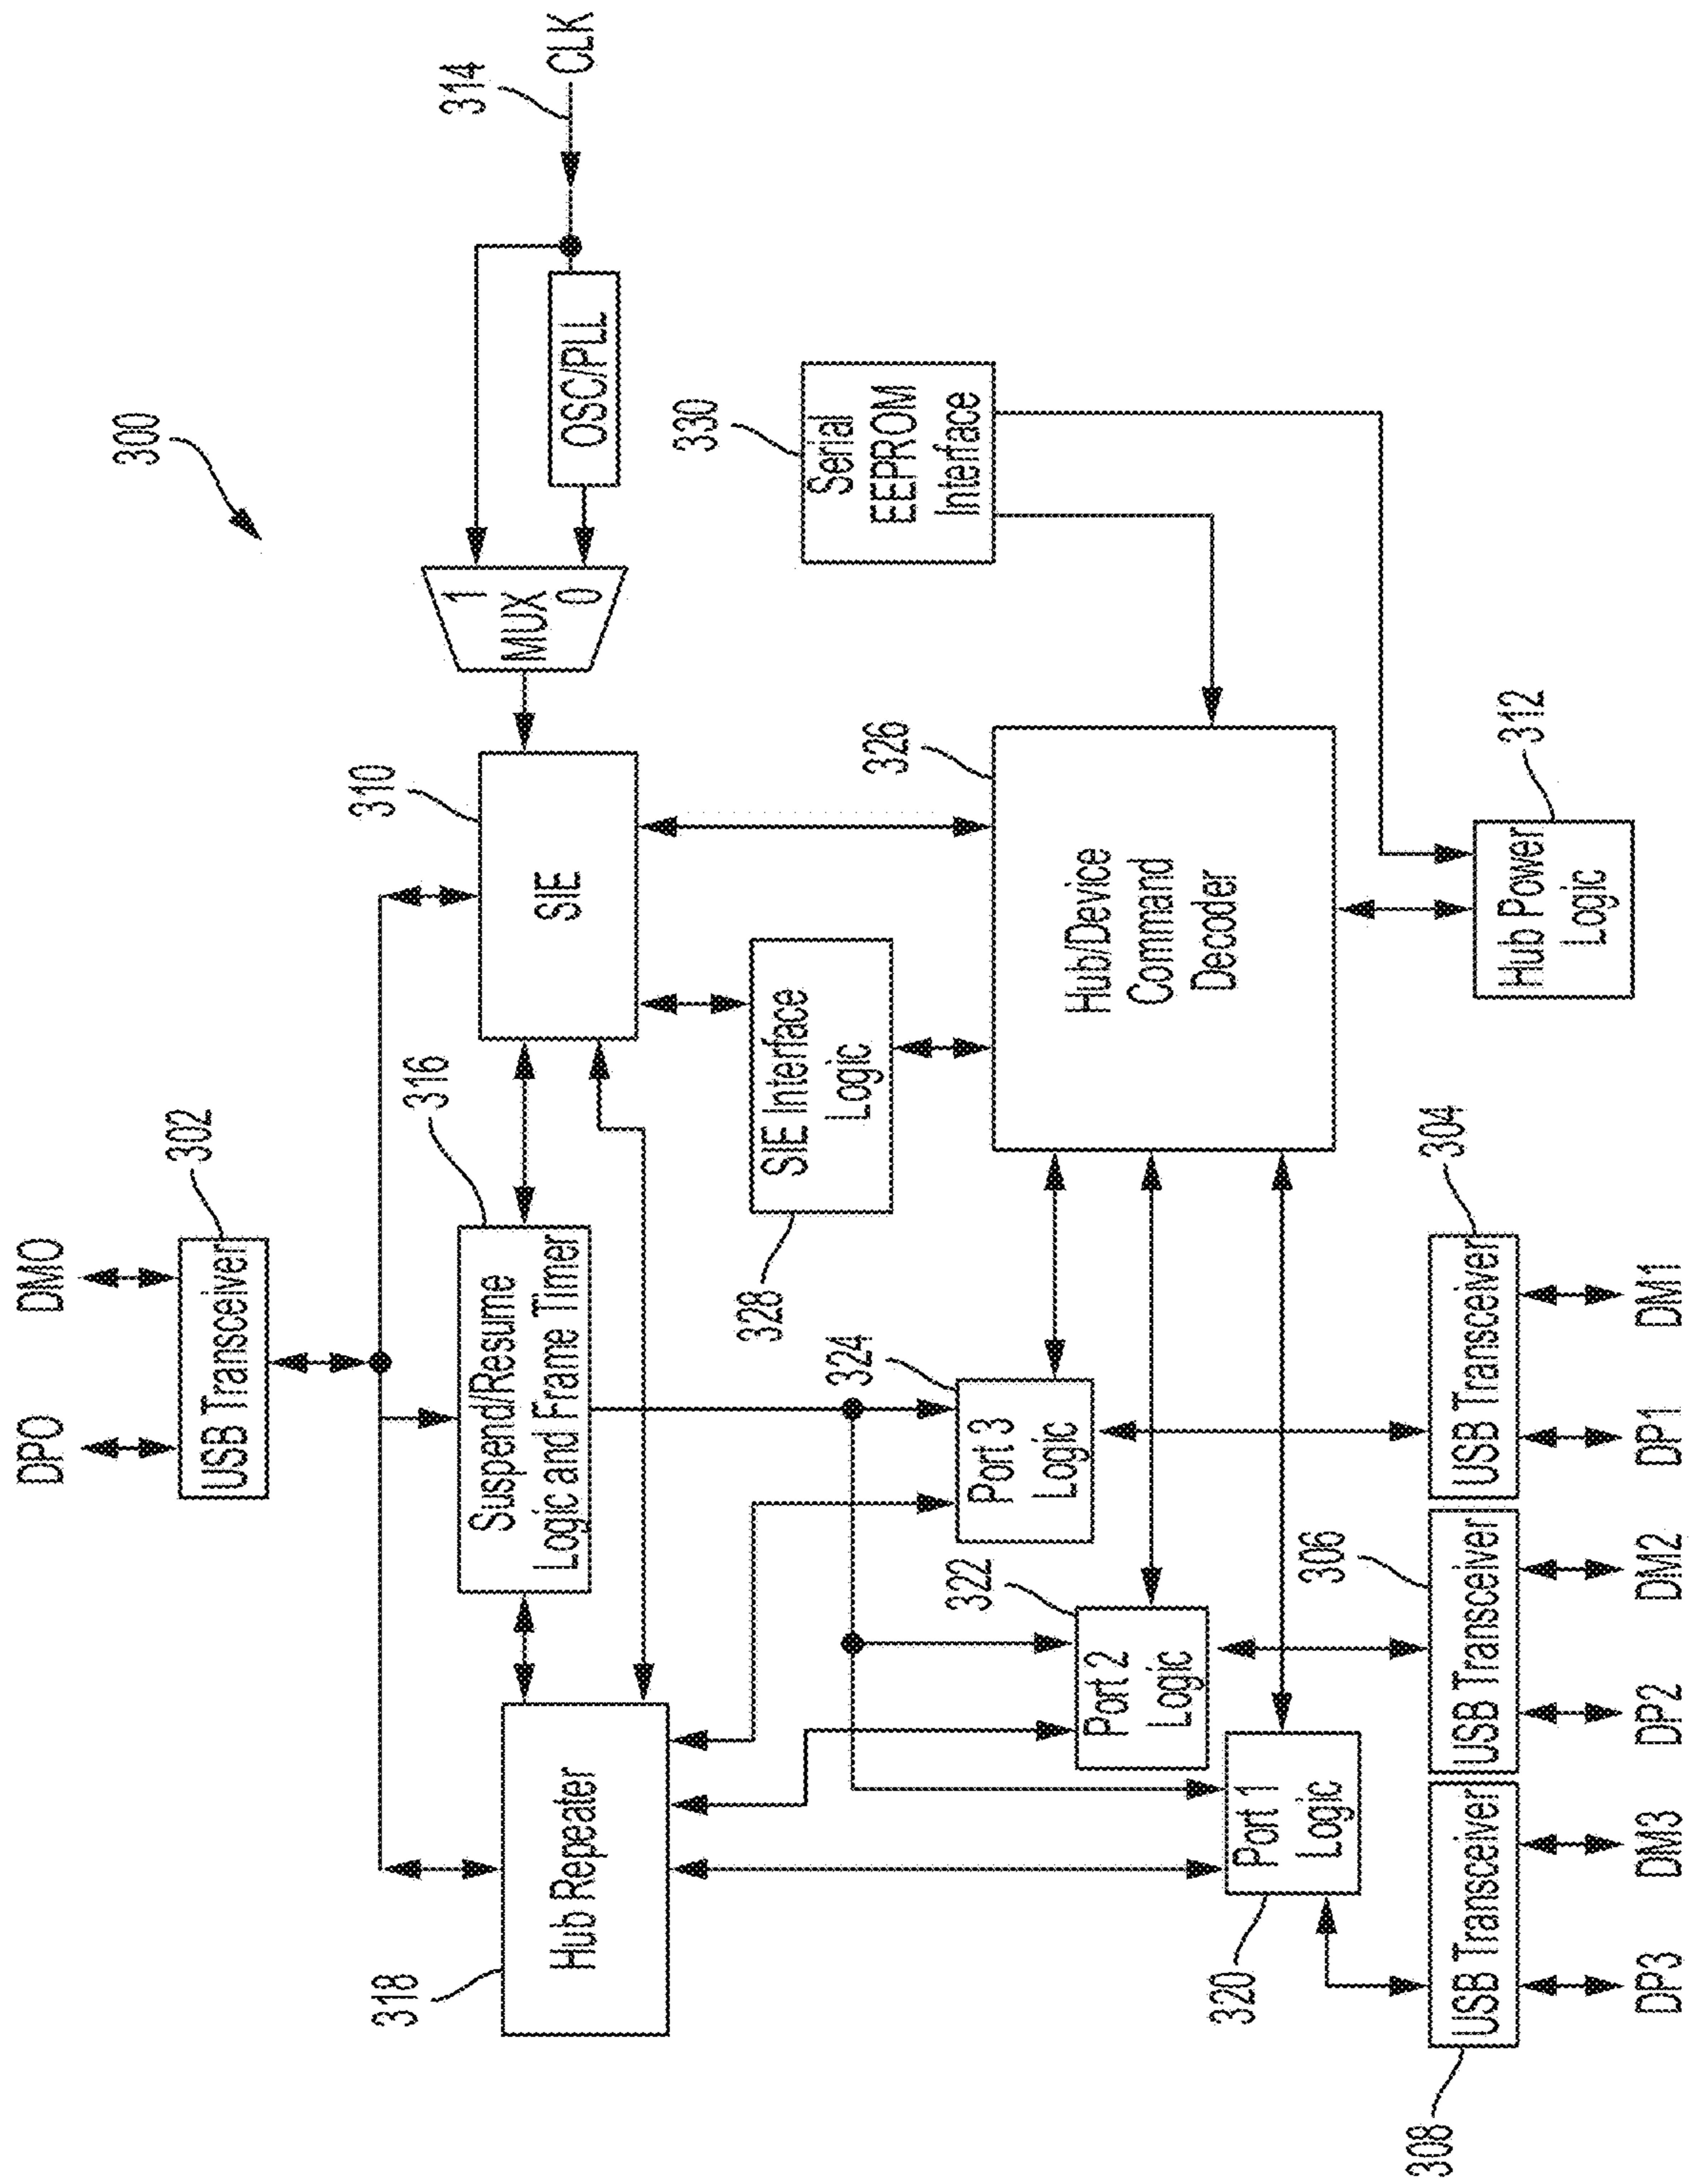 DPO
DMO
300
302
USB Transceiver
310
318
316
314
CLK
Suspend/Resume
Logic and Frame Timer
Hub Repeater
SIE
1
MUX
0
OSC/PLL
330
Serial
EEPROM
Interface
328
SIE Interface
Logic
324
326
322
Port 3
Logic
Hub/Device
Command
Decoder
Port 2
Logic
320
Port 1
Logic
306
308
304
312
USB Transceiver
USB Transceiver
USB Transceiver
Hub Power
Logic
DP3
DM3
DP2
DM2
DP1
DM1